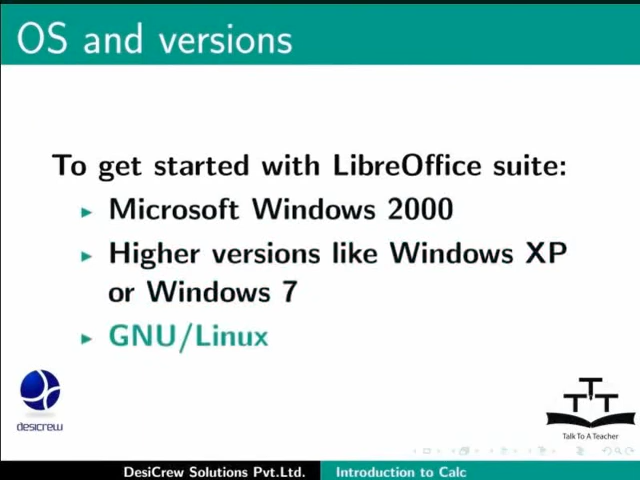 OS and versions
To get started with LibreOffice suite:
Microsoft Windows 2000
Higher versions like Windows XP
or Windows 7
GNU/Linux
desicrew
TTT
Talk To A Teacher
DesiCrew Solutions Pvt.Ltd. Introduction to Calc